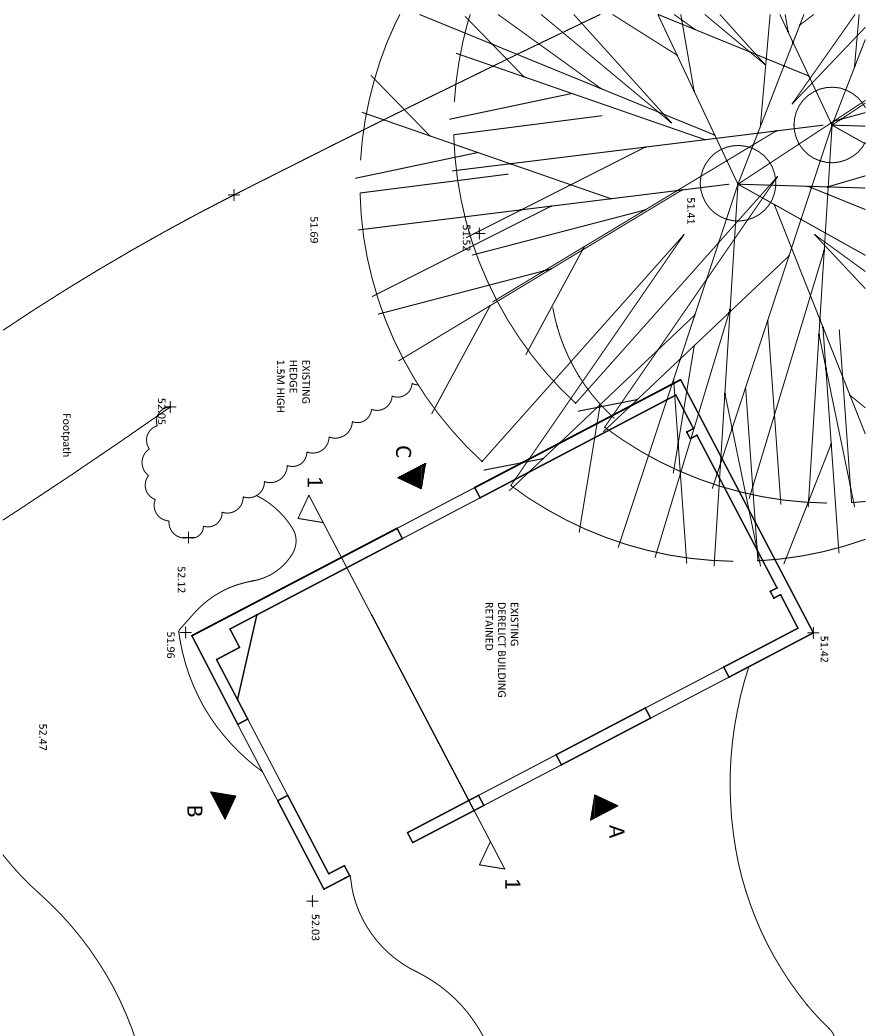 51.41
51.52
51.69
EXISTING
HEDGE
1.5M HIGH
52.05
Footpath
C
1
52.12
51.96
EXISTING
DERELICT BUILDING
RETAINED
51.42
52.47
B
A
1
52.03